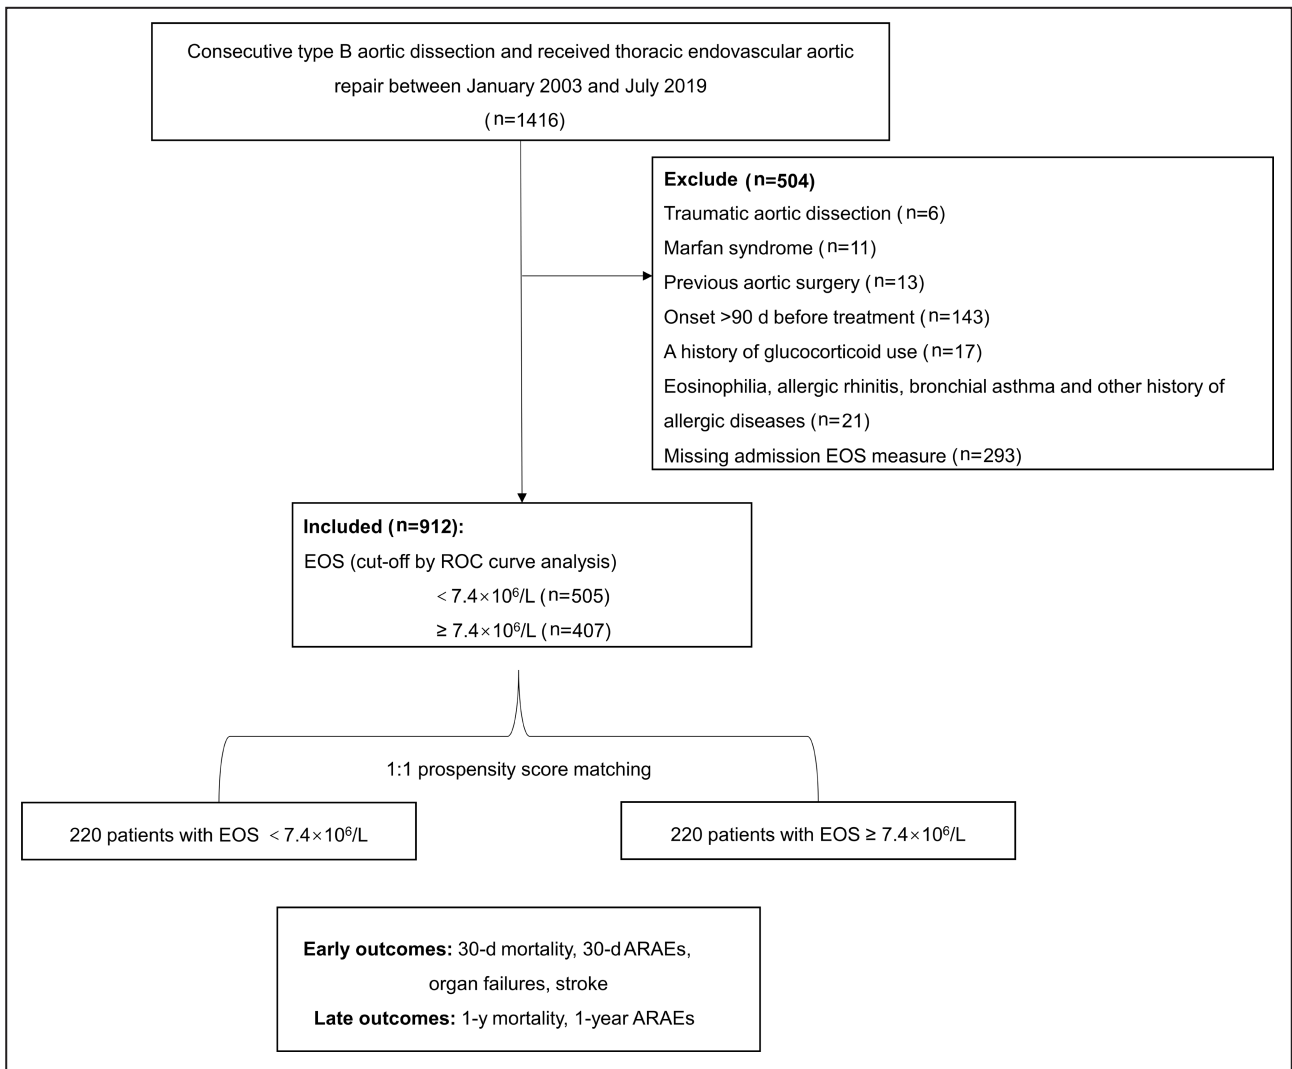 Consecutive type B aortic dissection and received thoracic endovascular aortic
repair between January 2003 and July 2019
(n=1416)
Exclude (n=504)
Traumatic aortic dissection (n=6)
Marfan syndrome (n=11)
Previous aortic surgery (n=13)
Onset >90 d before treatment (n=143)
A history of glucocorticoid use (n=17)
Eosinophilia, allergic rhinitis, bronchial asthma and other history of
allergic diseases (n=21)
Missing admission EOS measure (n=293)
Included (n=912):
EOS (cut-off by ROC curve analysis)
< 7.4×10⁶/L (n=505)
≥ 7.4×10⁶/L (n=407)
1:1 prospensity score matching
220 patients with EOS < 7.4×10⁶/L
220 patients with EOS ≥ 7.4×10⁶/L
Early outcomes: 30-d mortality, 30-d ARAEs,
organ failures, stroke
Late outcomes: 1-y mortality, 1-year ARAEs